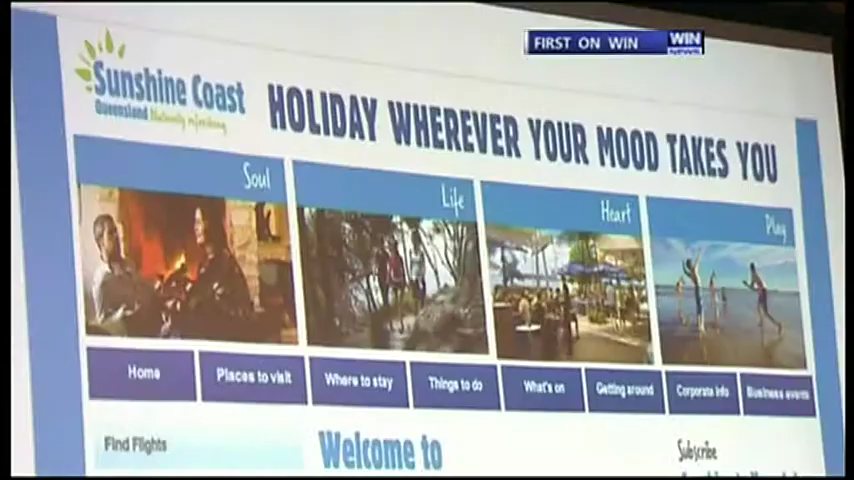 FIRST ON WIN
WIN
NEWS
Sunshine Coast
Queensland Naturally refreshing
HOLIDAY WHEREVER YOUR MOOD TAKES YOU
Soul
Life
Heart
Play
Home
Places to visit
Where to stay
Things to do
What's on
Getting around
Corporate info
Business events
Find Flights
Welcome to
Subscribe